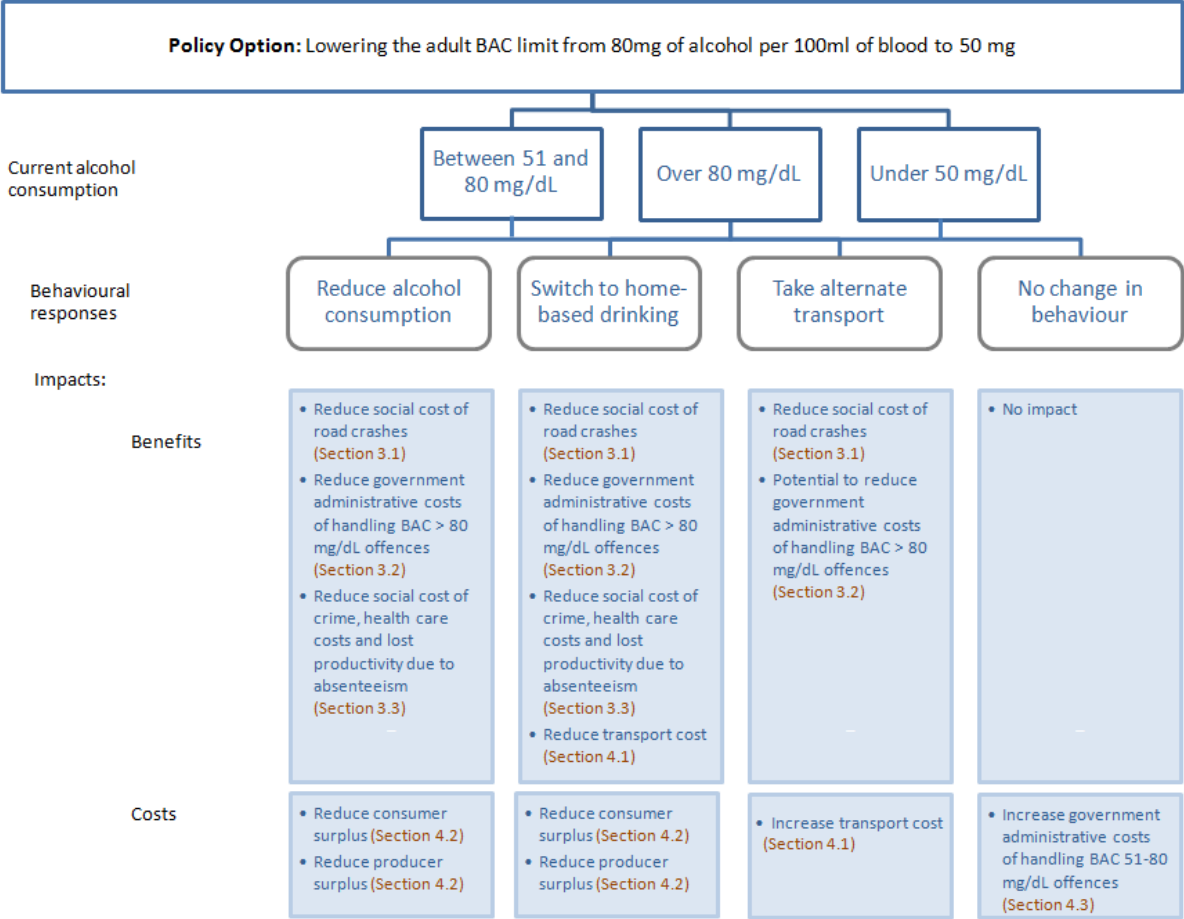 Policy Option: Lowering the adult BAC limit from 80mg of alcohol per 100ml of blood to 50 mg
Current alcohol
consumption
Between 51 and
80 mg/dL
Over 80 mg/dL
Under 50 mg/dL
Behavioural
responses
Reduce alcohol
consumption
Switch to home-
based drinking
Take alternate
transport
No change in
behaviour
Impacts:
Benefits
• Reduce social cost of
road crashes
(Section 3.1)
• Reduce government
administrative costs
of handling BAC > 80
mg/dL offences
(Section 3.2)
• Reduce social cost of
crime, health care
costs and lost
productivity due to
absenteeism
(Section 3.3)
• Reduce social cost of
road crashes
(Section 3.1)
• Reduce government
administrative costs
of handling BAC > 80
mg/dL offences
(Section 3.2)
• Reduce social cost of
crime, health care
costs and lost
productivity due to
absenteeism
(Section 3.3)
• Reduce transport cost
(Section 4.1)
• Reduce social cost of
road crashes
(Section 3.1)
• Potential to reduce
government
administrative costs
of handling BAC > 80
mg/dL offences
(Section 3.2)
• No impact
Costs
• Reduce consumer
surplus (Section 4.2)
• Reduce producer
surplus (Section 4.2)
• Reduce consumer
surplus (Section 4.2)
• Reduce producer
surplus (Section 4.2)
• Increase transport cost
(Section 4.1)
• Increase government
administrative costs
of handling BAC 51-80
mg/dL offences
(Section 4.3)